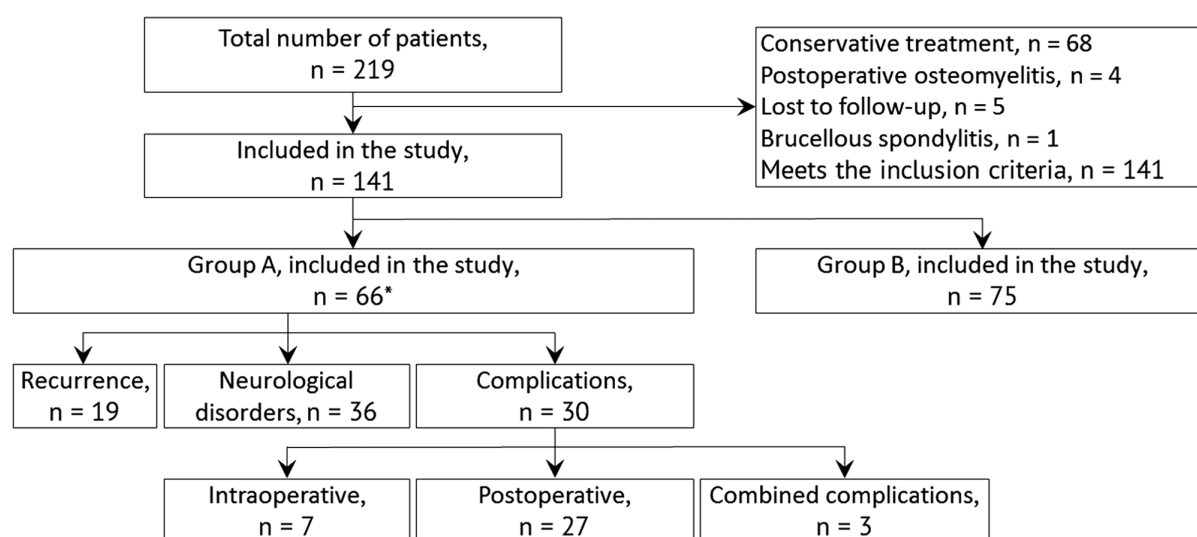 Total number of patients,
n = 219
Conservative treatment, n = 68
Postoperative osteomyelitis, n = 4
Lost to follow-up, n = 5
Brucellous spondylitis, n = 1
Meets the inclusion criteria, n = 141
Included in the study,
n = 141
Group A, included in the study,
n = 66*
Group B, included in the study,
n = 75
Recurrence,
n = 19
Neurological
disorders, n = 36
Complications,
n = 30
Intraoperative,
n = 7
Postoperative,
n = 27
Combined complications,
n = 3